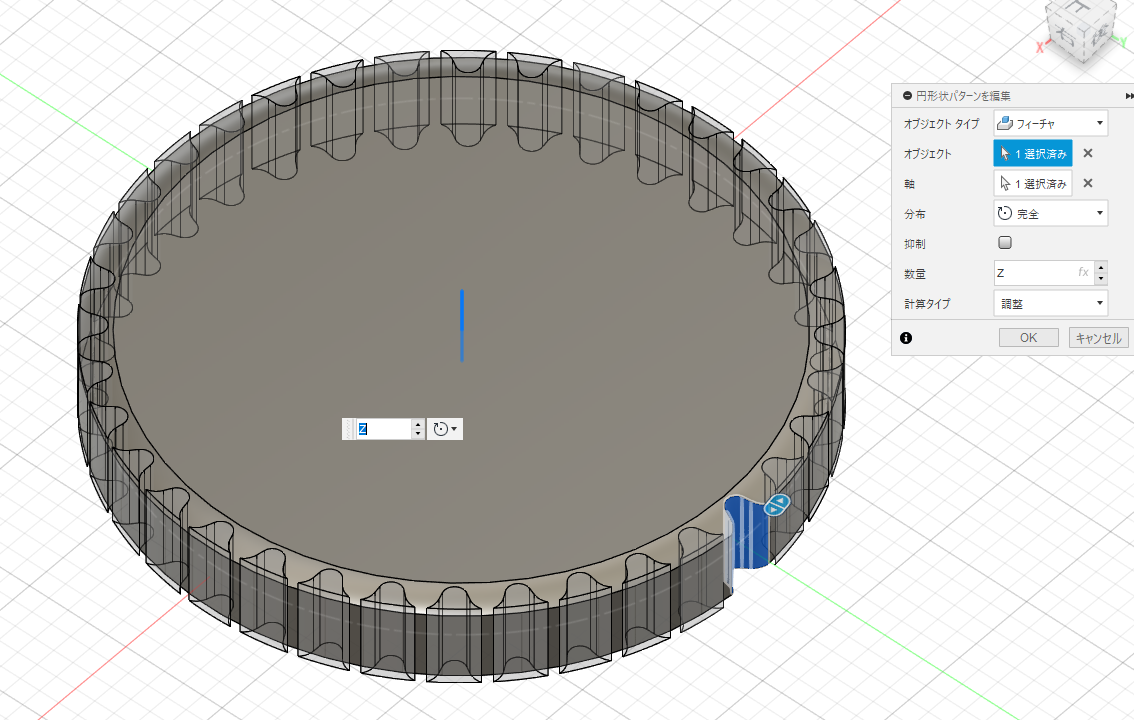 X
Y
円形状パターンを編集
オブジェクト タイプ フィーチャ
オブジェクト 1 選択済み
軸 1 選択済み
分布 完全
抑制
数量 Z fx
計算タイプ 調整
OK キャンセル
Z